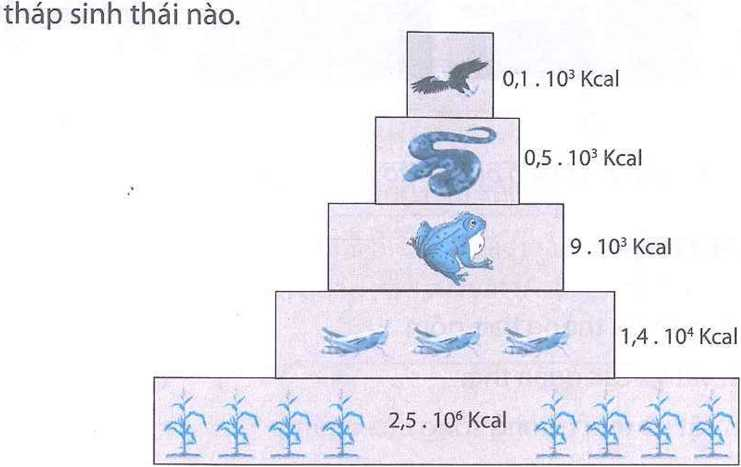 tháp sinh thái nào.
0,1 . 10³ Kcal
0,5 . 10³ Kcal
9 . 10³ Kcal
1,4 . 10⁴ Kcal
2,5 . 10⁶ Kcal